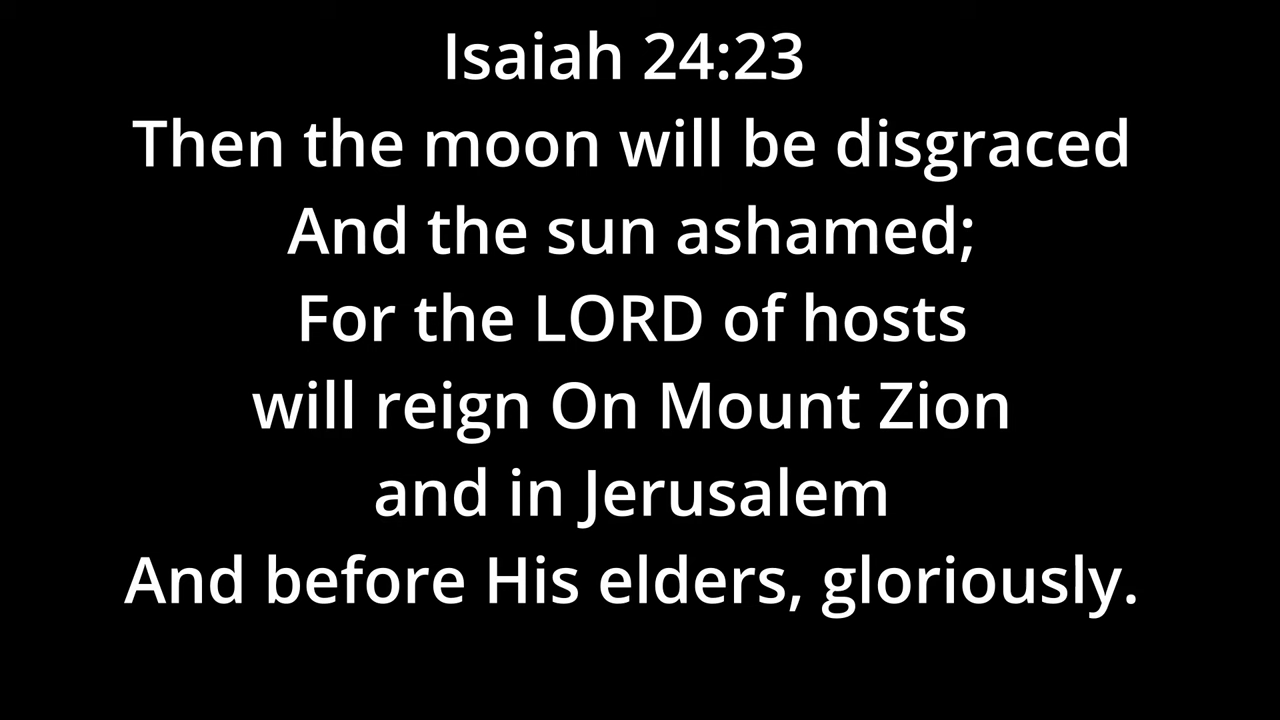 Isaiah 24:23
Then the moon will be disgraced
And the sun ashamed;
For the LORD of hosts
will reign On Mount Zion
and in Jerusalem
And before His elders, gloriously.